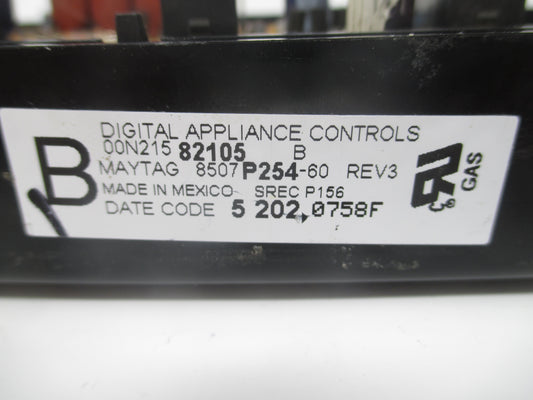 B
DIGITAL APPLIANCE CONTROLS
00N215 82105 B
MAYTAG 8507P254-60 REV3
MADE IN MEXICO SREC P156
DATE CODE 5 202,0758F
C ®
GAS